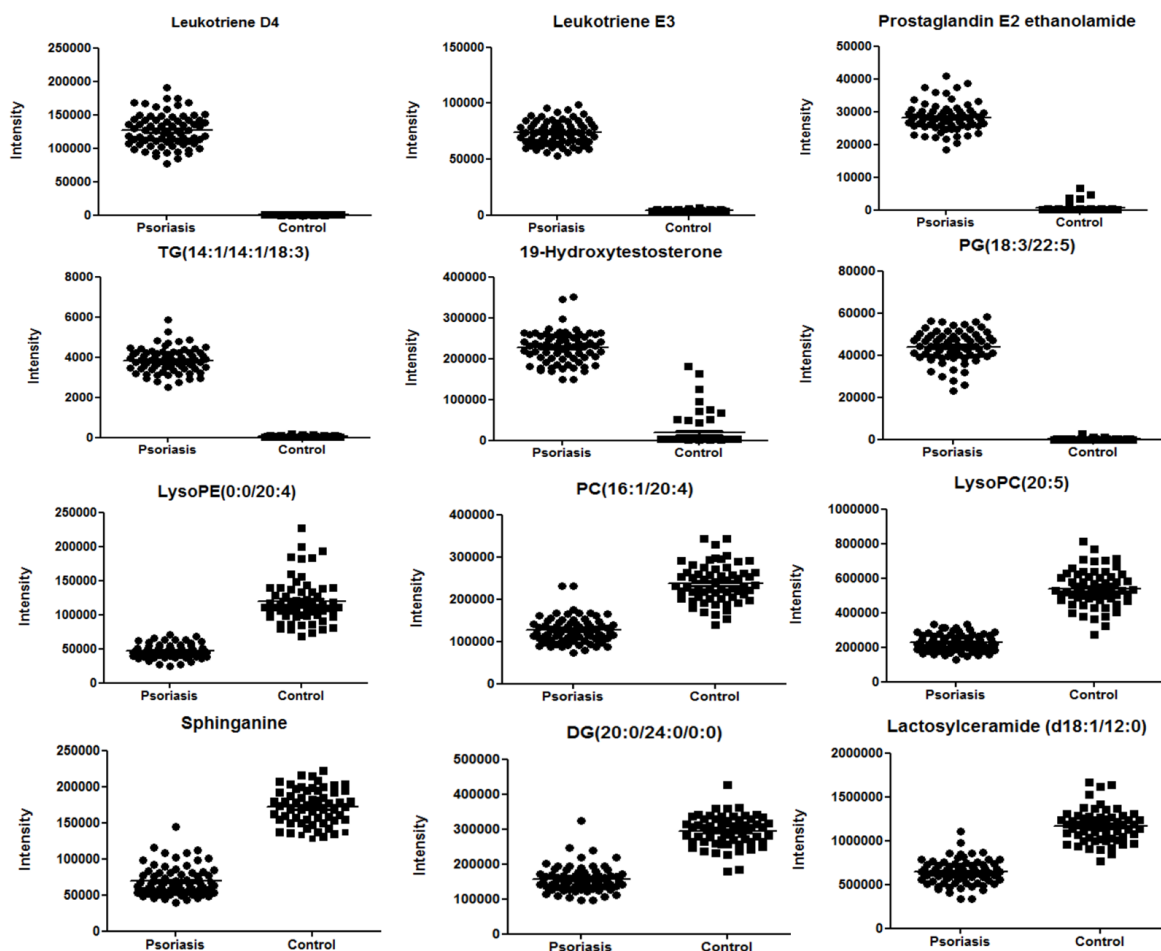 Leukotriene D4
250000
200000
150000
100000
50000
0
Intensity
Psoriasis
Control
Leukotriene E3
150000
100000
50000
0
Intensity
Psoriasis
Control
Prostaglandin E2 ethanolamide
50000
40000
30000
20000
10000
0
Intensity
Psoriasis
Control
TG(14:1/14:1/18:3)
8000
6000
4000
2000
0
Intensity
Psoriasis
Control
19-Hydroxytestosterone
400000
300000
200000
100000
0
Intensity
Psoriasis
Control
PG(18:3/22:5)
80000
60000
40000
20000
0
Intensity
Psoriasis
Control
LysoPE(0:0/20:4)
250000
200000
150000
100000
50000
0
Intensity
Psoriasis
Control
PC(16:1/20:4)
400000
300000
200000
100000
0
Intensity
Psoriasis
Control
LysoPC(20:5)
1000000
800000
600000
400000
200000
0
Intensity
Psoriasis
Control
Sphinganine
250000
200000
150000
100000
50000
0
Intensity
Psoriasis
Control
DG(20:0/24:0/0:0)
500000
400000
300000
200000
100000
0
Intensity
Psoriasis
Control
Lactosylceramide (d18:1/12:0)
2000000
1500000
1000000
500000
0
Intensity
Psoriasis
Control